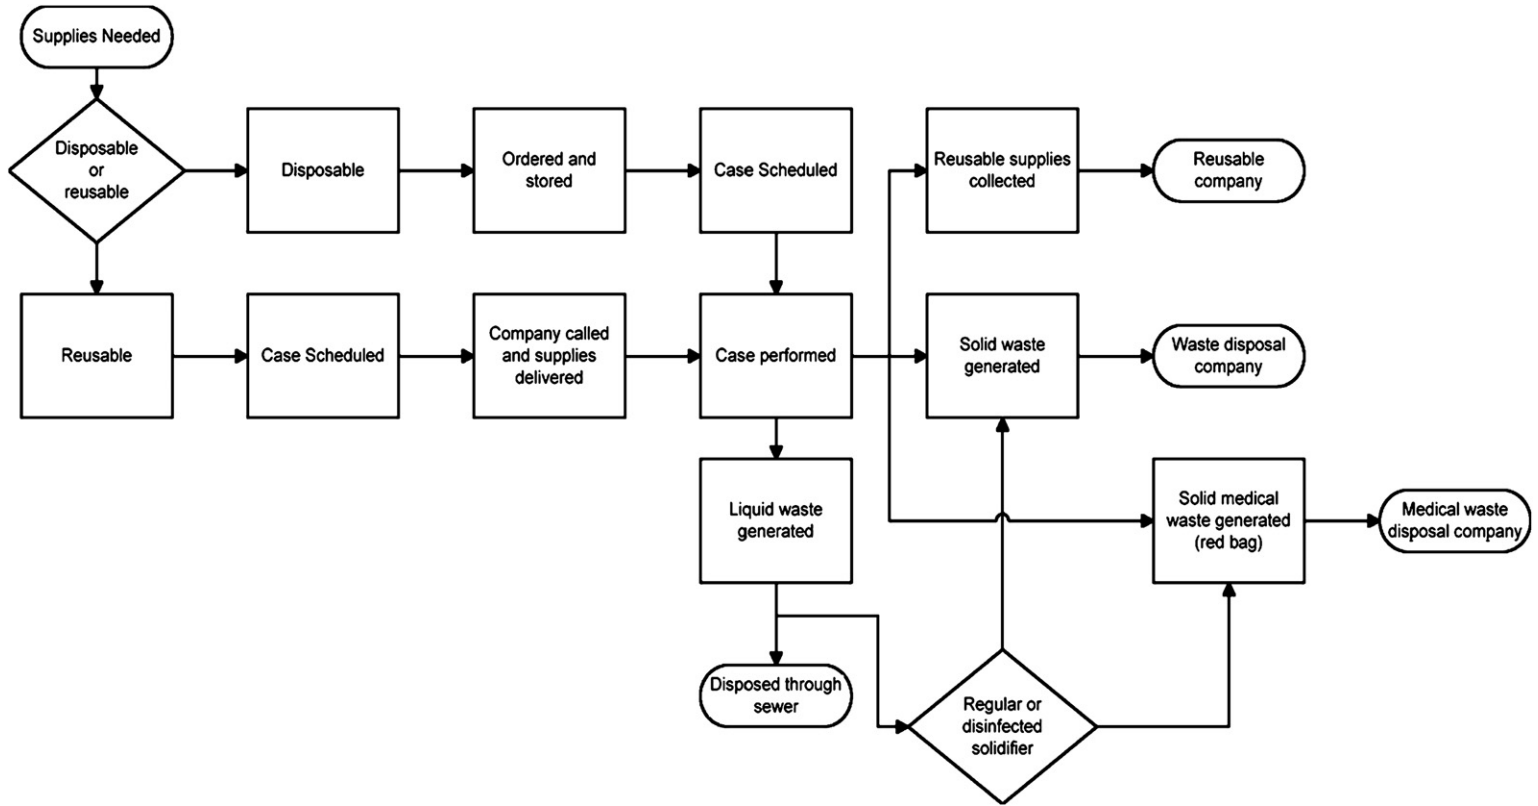 Supplies Needed
Disposable
or
reusable
Disposable
Ordered and
stored
Case Scheduled
Reusable supplies
collected
Reusable
company
Reusable
Case Scheduled
Company called
and supplies
delivered
Case performed
Solid waste
generated
Waste disposal
company
Liquid waste
generated
Solid medical
waste generated
(red bag)
Medical waste
disposal company
Disposed through
sewer
Regular or
disinfected
solidifier